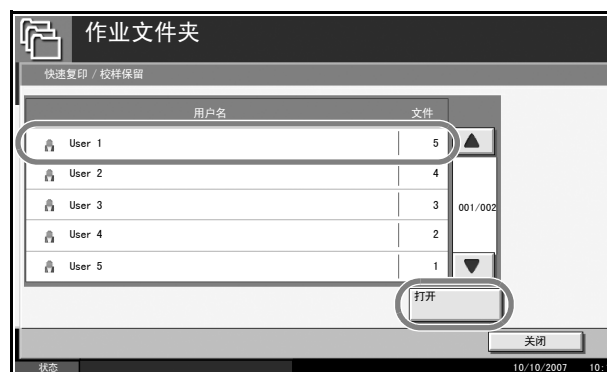 作业文件夹
快速复印 / 校样保留
用户名 文件
User 1 5
User 2 4
User 3 3
001/002
User 4 2
User 5 1
打开
关闭
状态 10/10/2007 10: